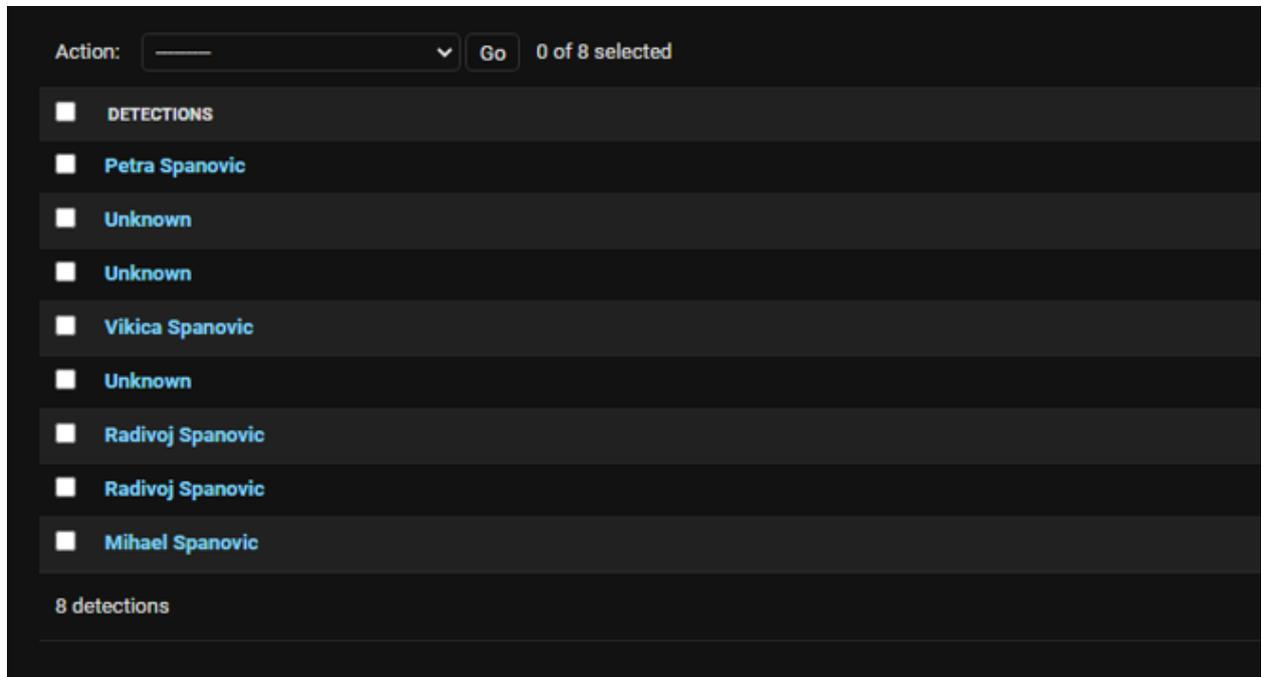 Action: --------- Go 0 of 8 selected
DETECTIONS
Petra Spanovic
Unknown
Unknown
Vikica Spanovic
Unknown
Radivoj Spanovic
Radivoj Spanovic
Mihael Spanovic
8 detections